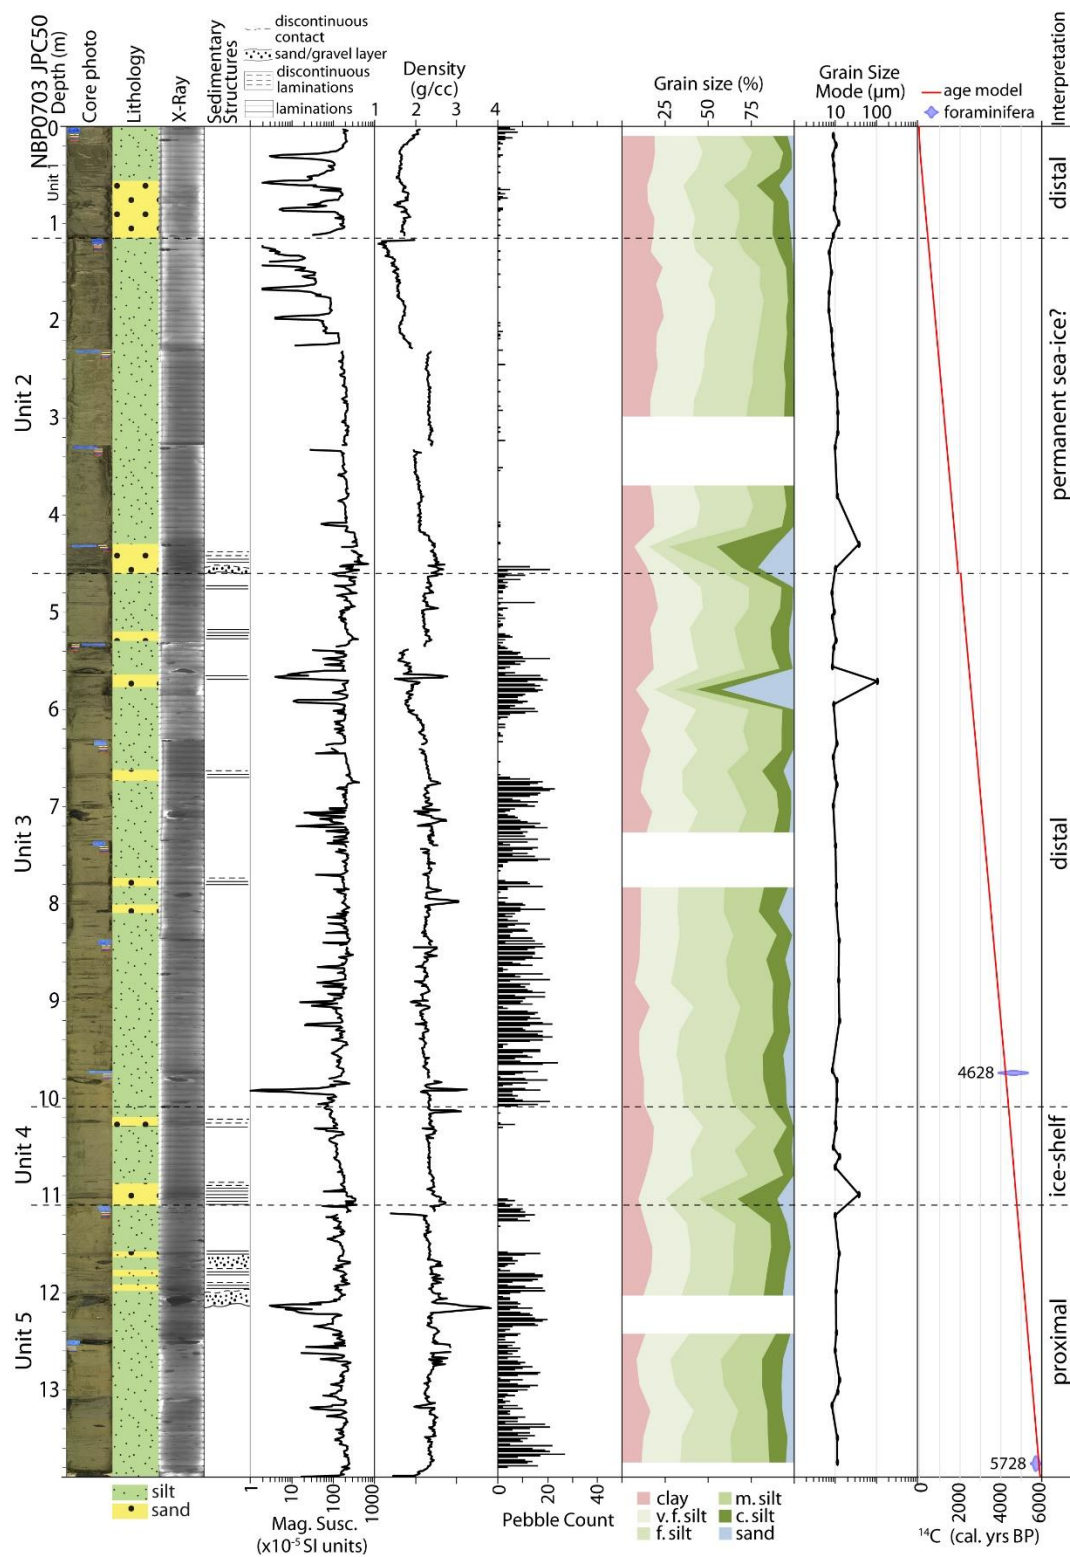 NBP0703 JPC50
Depth (m)
Core photo
Lithology
X-Ray
Sedimentary
Structures
discontinuous
contact
sand/gravel layer
discontinuous
laminations
laminations
Density
(g/cc)
1 2 3 4
Grain size (%)
25 50 75
Grain Size
Mode (µm)
10 100
age model
foraminifera
Interpretation
0
1
2
3
4
5
6
7
8
9
10
11
12
13
Unit 1
Unit 2
Unit 3
Unit 4
Unit 5
distal
permanent sea-ice?
distal
ice-shelf
proximal
4628
5728
silt
sand
1 10 100 1000
Mag. Susc.
(x10⁻⁵ SI units)
0 20 40
Pebble Count
clay
v. f. silt
f. silt
m. silt
c. silt
sand
0 2000 4000 6000
¹⁴C (cal. yrs BP)